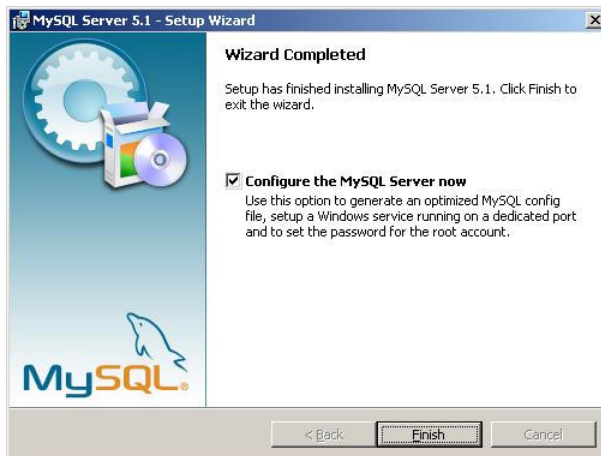 MySQL Server 5.1 - Setup Wizard
Wizard Completed
Setup has finished installing MySQL Server 5.1. Click Finish to
exit the wizard.
Configure the MySQL Server now
Use this option to generate an optimized MySQL config
file, setup a Windows service running on a dedicated port
and to set the password for the root account.
MySQL®
< Back
Finish
Cancel